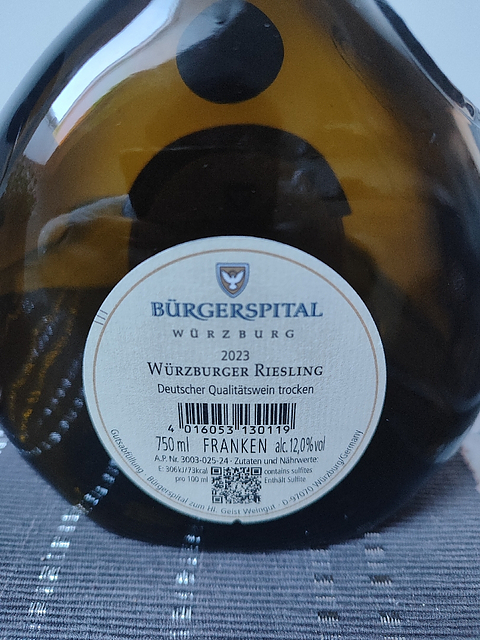 BÜRGERSPITAL
WÜRZBURG
2023
WÜRZBURGER RIESLING
Deutscher Qualitätswein trocken
4 016053 130119
750 ml FRANKEN alc. 12,0% vol
A.P. Nr. 3003-025-24 · Zutaten und Nährwerte:
E: 306kJ/73kcal
pro 100 ml
contains sulfites
Enthält Sulfite
Gutsabfüllung · Bürgerspital zum Hl. Geist Weingut · D-97070 Würzburg/Germany